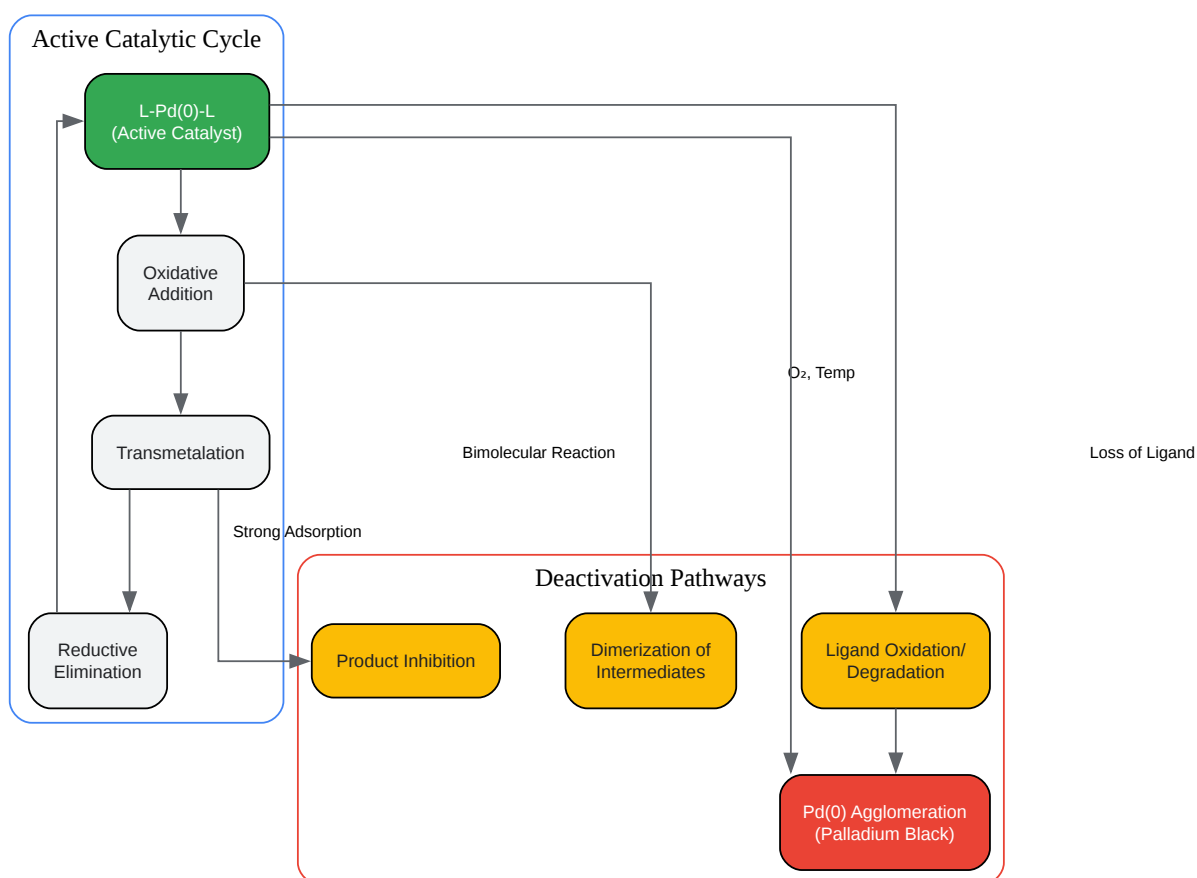 Active Catalytic Cycle
L-Pd(0)-L
(Active Catalyst)
Oxidative
Addition
O₂, Temp
Transmetalation
Bimolecular Reaction
Loss of Ligand
Strong Adsorption
Deactivation Pathways
Reductive
Elimination
Product Inhibition
Dimerization of
Intermediates
Ligand Oxidation/
Degradation
Pd(0) Agglomeration
(Palladium Black)